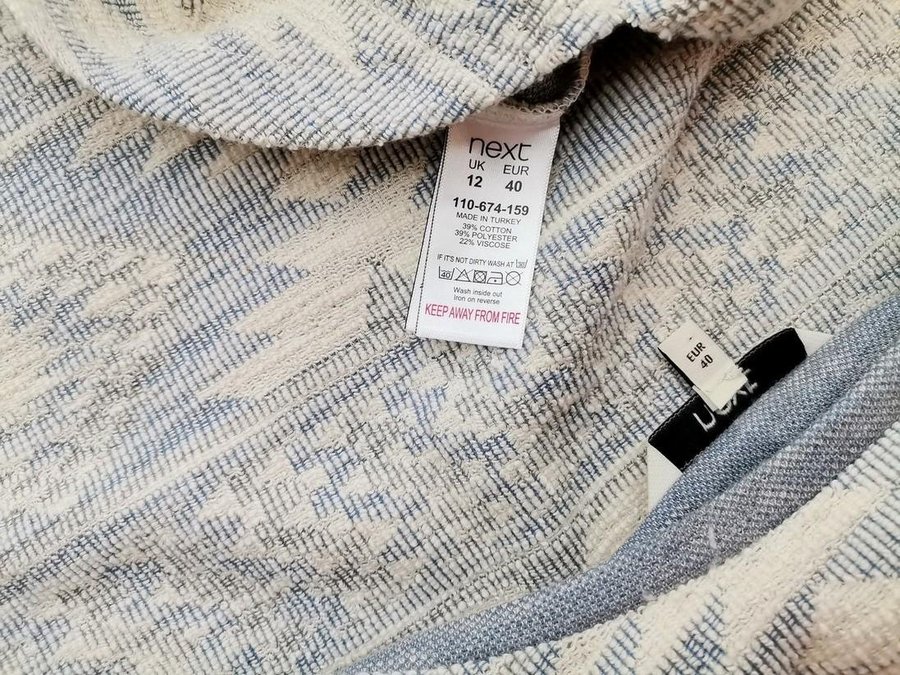 next
UK EUR
12 40
110-674-159
MADE IN TURKEY
39% COTTON
39% POLYESTER
22% VISCOSE
IF IT'S NOT DIRTY WASH AT 30
40
Wash inside out
Iron on reverse
KEEP AWAY FROM FIRE
EUR
40